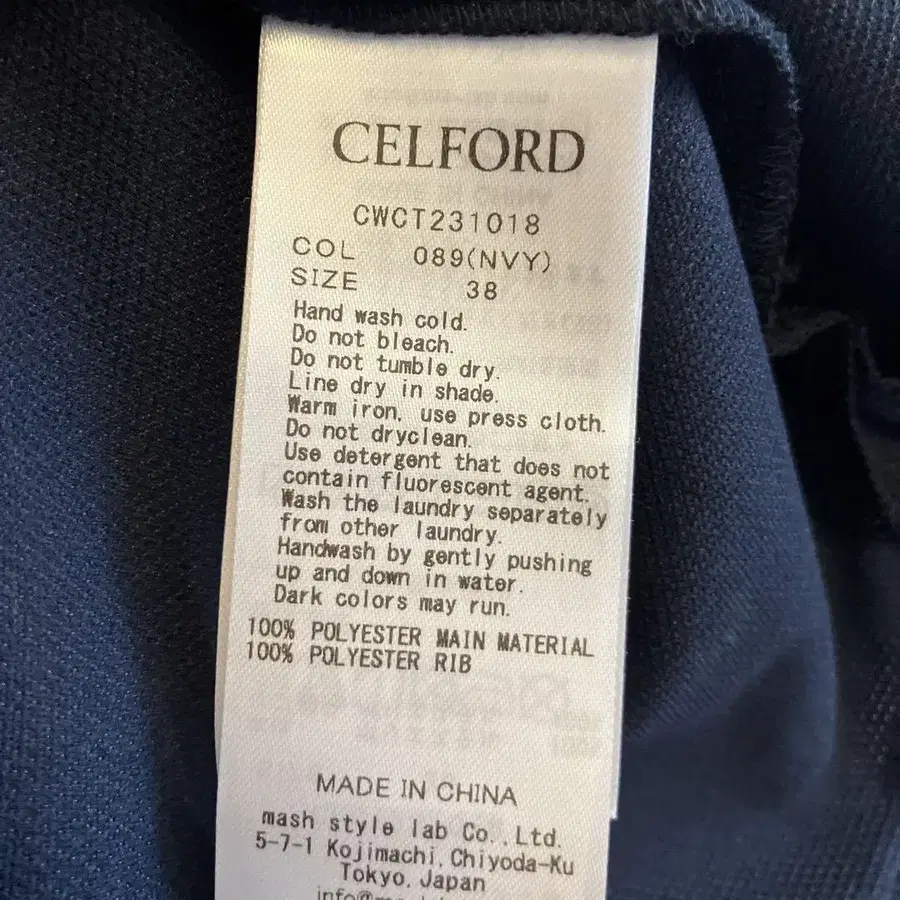 CELFORD
CWCT231018
COL 089(NVY)
SIZE 38
Hand wash cold.
Do not bleach.
Do not tumble dry.
Line dry in shade.
Warm iron, use press cloth.
Do not dryclean.
Use detergent that does not
contain fluorescent agent.
Wash the laundry separately
from other laundry.
Handwash by gently pushing
up and down in water.
Dark colors may run.
100% POLYESTER MAIN MATERIAL
100% POLYESTER RIB
MADE IN CHINA
mash style lab Co.,Ltd.
5-7-1 Kojimachi,Chiyoda-Ku
Tokyo,Japan